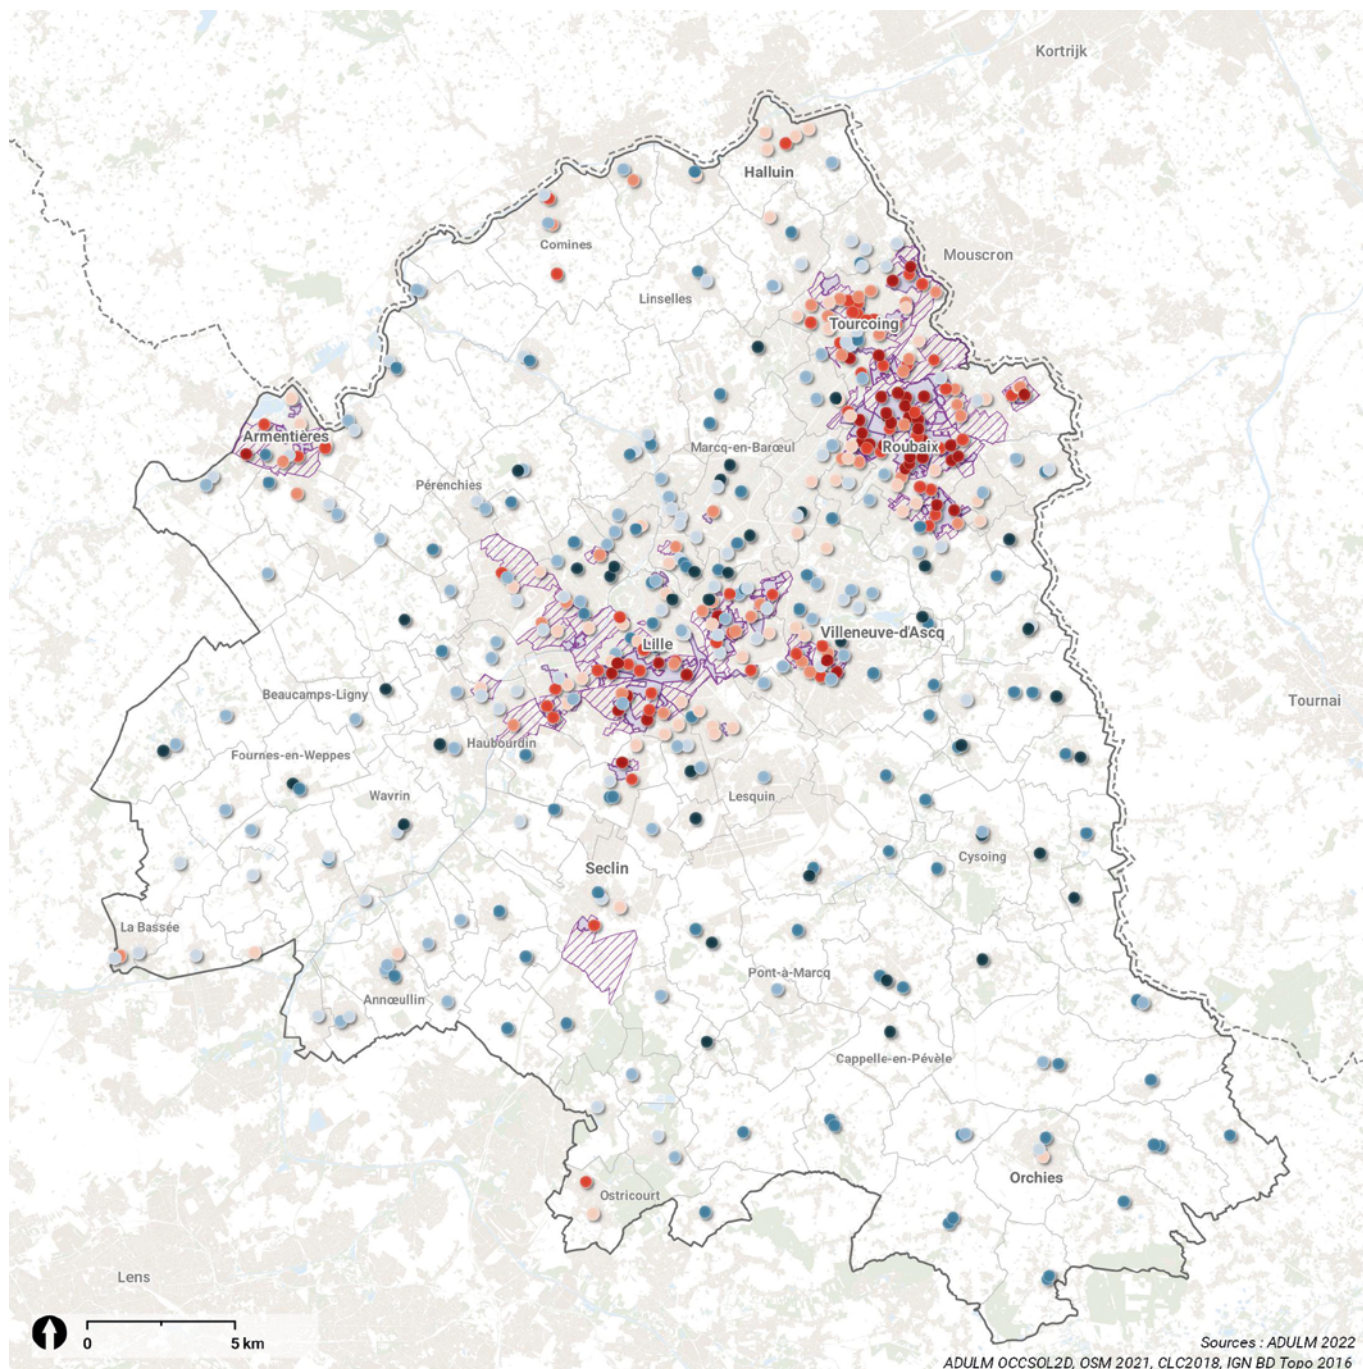 Kortrijk
Halluin
Comines
Mouscron
Linselles
Tourcoing
Armentières
Roubaix
Marcq-en-Barœul
Pérenchies
Villeneuve-d'Ascq
Lille
Beaucamps-Ligny
Tournai
Haubourdin
Fournes-en-Weppes
Wavrin
Lesquin
Cysoing
Seclin
La Bassée
Pont-à-Marcq
Annœullin
Cappelle-en-Pévèle
Orchies
Ostricourt
Lens
0 5 km
Sources : ADULM 2022
ADULM OCCSOL2D, OSM 2021, CLC2018, IGN BD Topo 2016